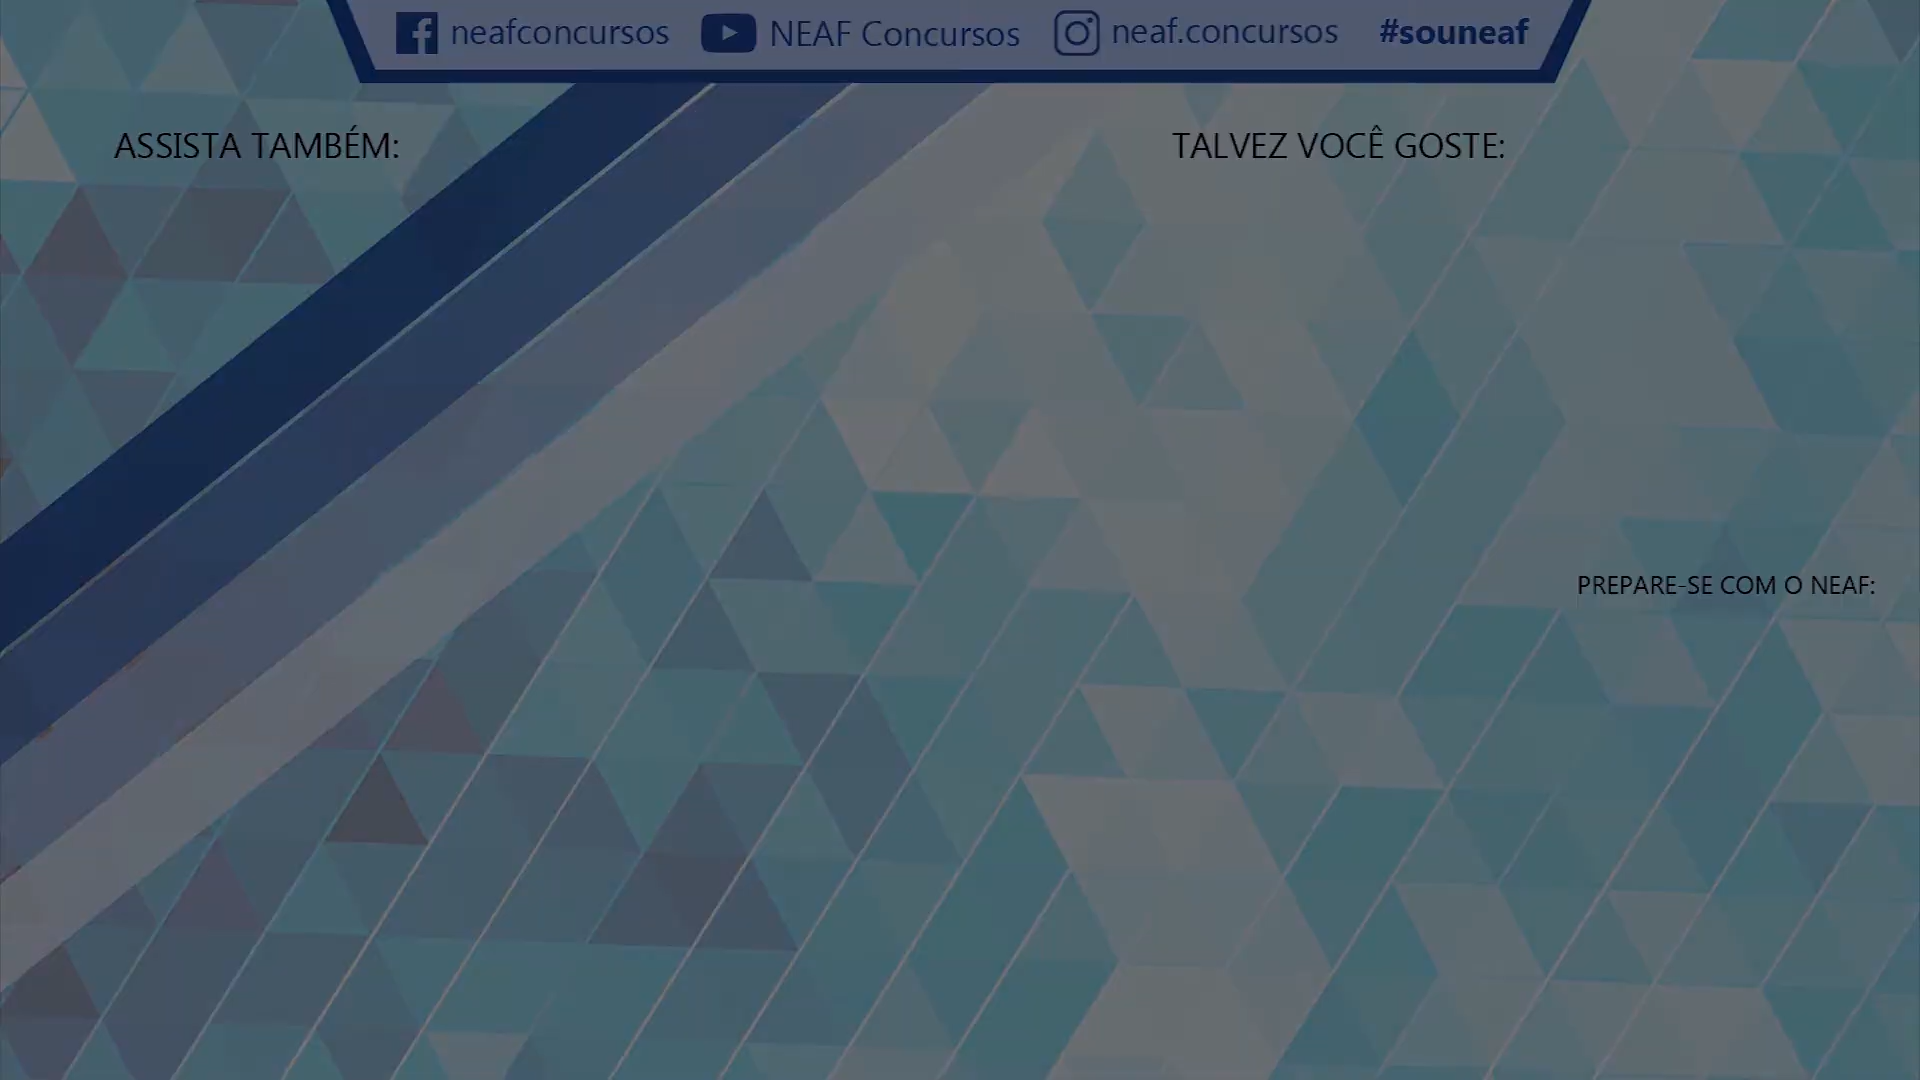 neafconcursos NEAF Concursos neaf.concursos #souneaf
ASSISTA TAMBÉM:
TALVEZ VOCÊ GOSTE:
PREPARE-SE COM O NEAF: